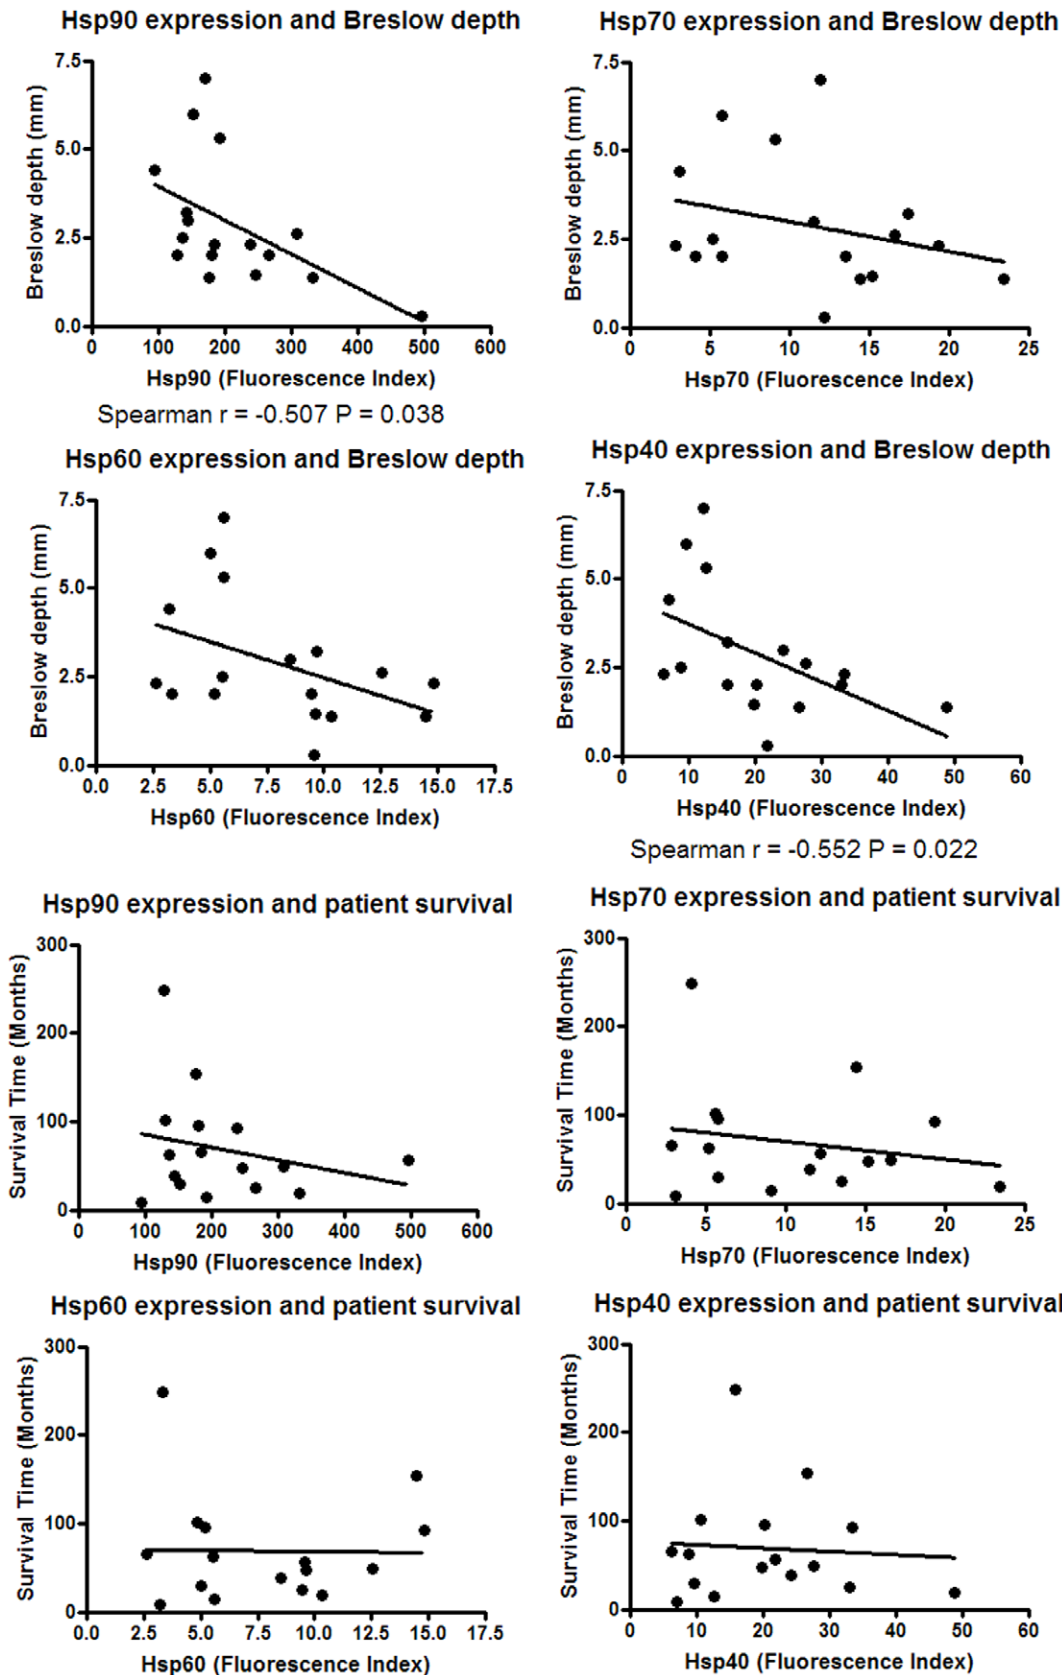 Hsp90 expression and Breslow depth
Breslow depth (mm)
7.5
5.0
2.5
0.0
0 100 200 300 400 500 600
Hsp90 (Fluorescence Index)
Spearman r = -0.507 P = 0.038
Hsp70 expression and Breslow depth
Breslow depth (mm)
7.5
5.0
2.5
0.0
0 5 10 15 20 25
Hsp70 (Fluorescence Index)
Hsp60 expression and Breslow depth
Breslow depth (mm)
7.5
5.0
2.5
0.0
0.0 2.5 5.0 7.5 10.0 12.5 15.0 17.5
Hsp60 (Fluorescence Index)
Hsp40 expression and Breslow depth
Breslow depth (mm)
7.5
5.0
2.5
0.0
0 10 20 30 40 50 60
Hsp40 (Fluorescence Index)
Spearman r = -0.552 P = 0.022
Hsp90 expression and patient survival
Survival Time (Months)
300
200
100
0
0 100 200 300 400 500 600
Hsp90 (Fluorescence Index)
Hsp70 expression and patient survival
Survival Time (Months)
300
200
100
0
0 5 10 15 20 25
Hsp70 (Fluorescence Index)
Hsp60 expression and patient survival
Survival Time (Months)
300
200
100
0
0.0 2.5 5.0 7.5 10.0 12.5 15.0 17.5
Hsp60 (Fluorescence Index)
Hsp40 expression and patient survival
Survival Time (Months)
300
200
100
0
0 10 20 30 40 50 60
Hsp40 (Fluorescence Index)